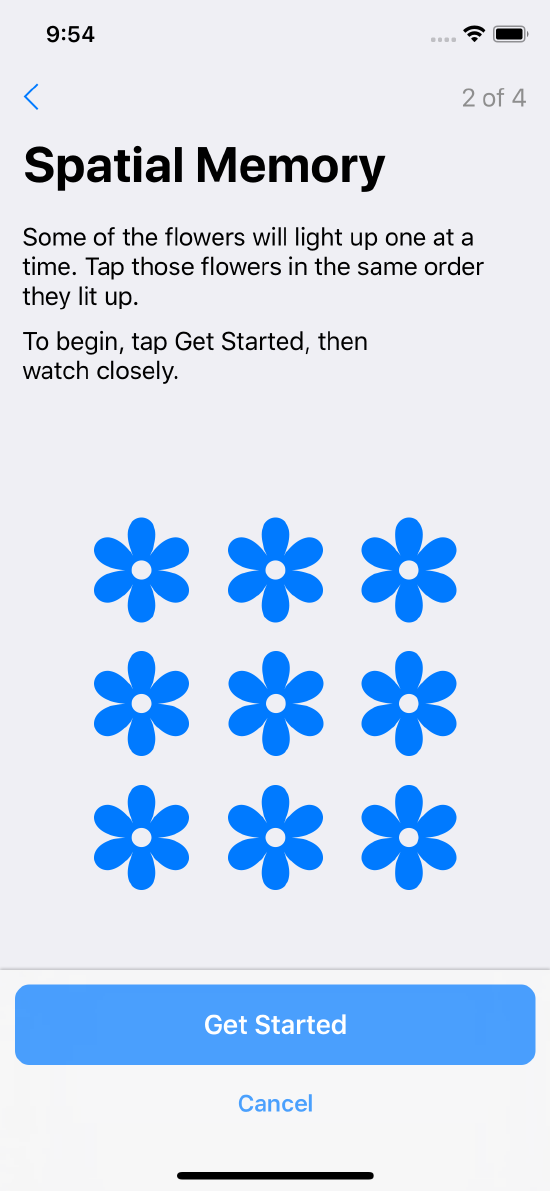 9:54
2 of 4
Spatial Memory
Some of the flowers will light up one at a
time. Tap those flowers in the same order
they lit up.
To begin, tap Get Started, then
watch closely.
Get Started
Cancel